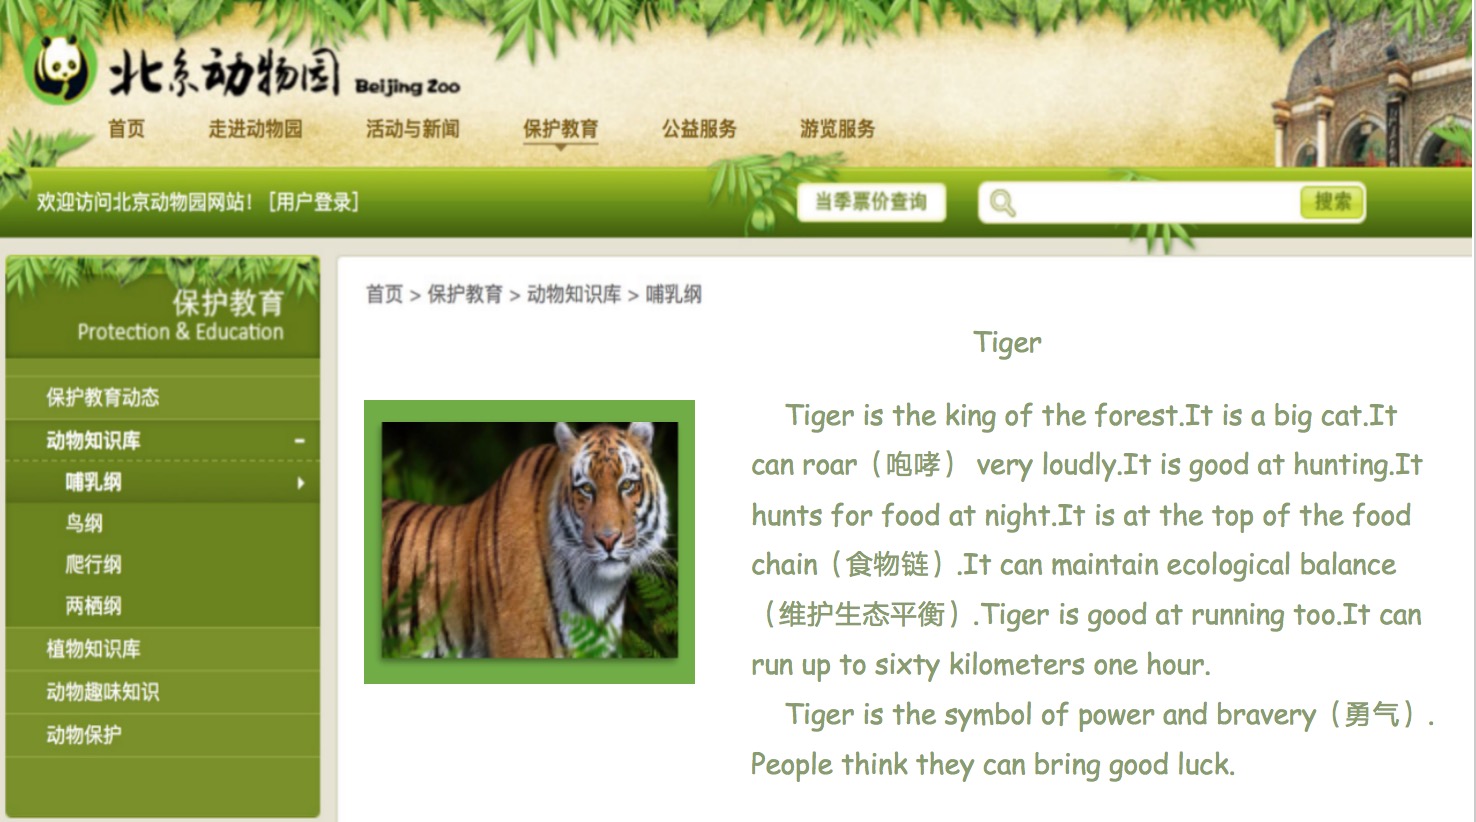 北京动物园 Beijing Zoo
首页 走进动物园 活动与新闻 保护教育 公益服务 游览服务
欢迎访问北京动物园网站！ [用户登录] 当季票价查询 搜索
保护教育
Protection & Education
保护教育动态
动物知识库
哺乳纲
鸟纲
爬行纲
两栖纲
植物知识库
动物趣味知识
动物保护
首页 > 保护教育 > 动物知识库 > 哺乳纲
Tiger
Tiger is the king of the forest.It is a big cat.It
can roar（咆哮） very loudly.It is good at hunting.It
hunts for food at night.It is at the top of the food
chain（食物链）.It can maintain ecological balance
（维护生态平衡）.Tiger is good at running too.It can
run up to sixty kilometers one hour.
Tiger is the symbol of power and bravery（勇气）.
People think they can bring good luck.